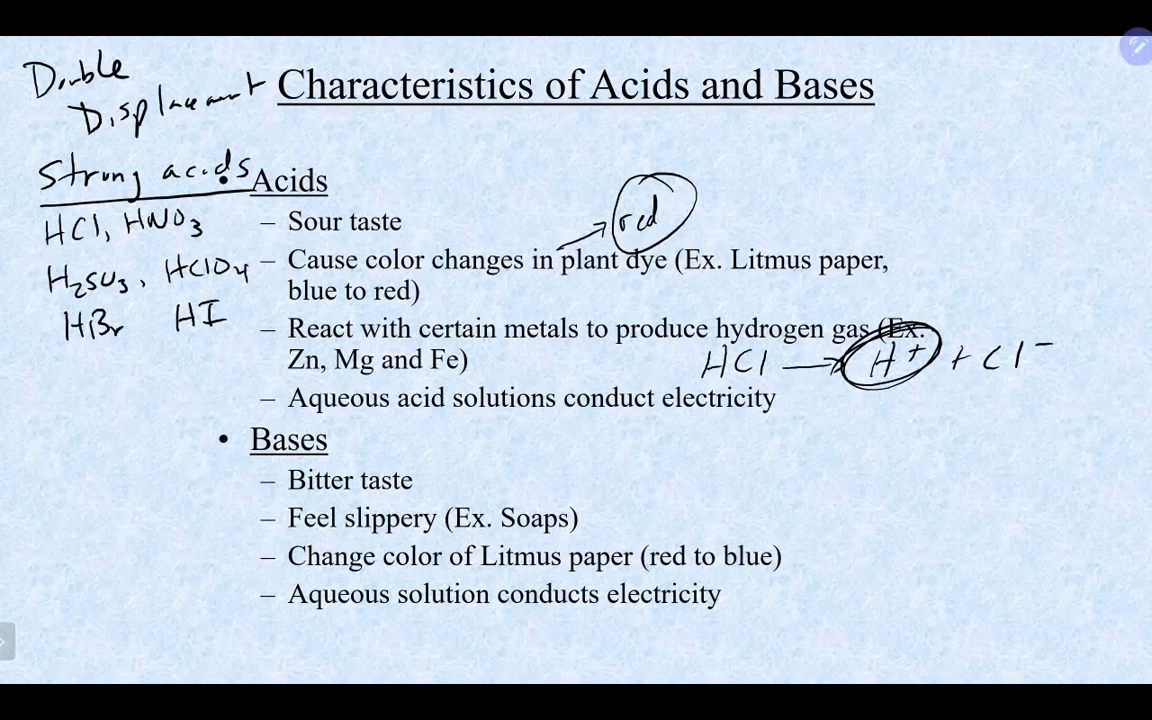 Double
Displacement
Characteristics of Acids and Bases
Strong acids
HCl, HNO3
H2SO3, HClO4
HBr HI
• Acids
– Sour taste
red
– Cause color changes in plant dye (Ex. Litmus paper,
blue to red)
– React with certain metals to produce hydrogen gas (Ex.
Zn, Mg and Fe)
HCl → H+ + Cl−
– Aqueous acid solutions conduct electricity
• Bases
– Bitter taste
– Feel slippery (Ex. Soaps)
– Change color of Litmus paper (red to blue)
– Aqueous solution conducts electricity